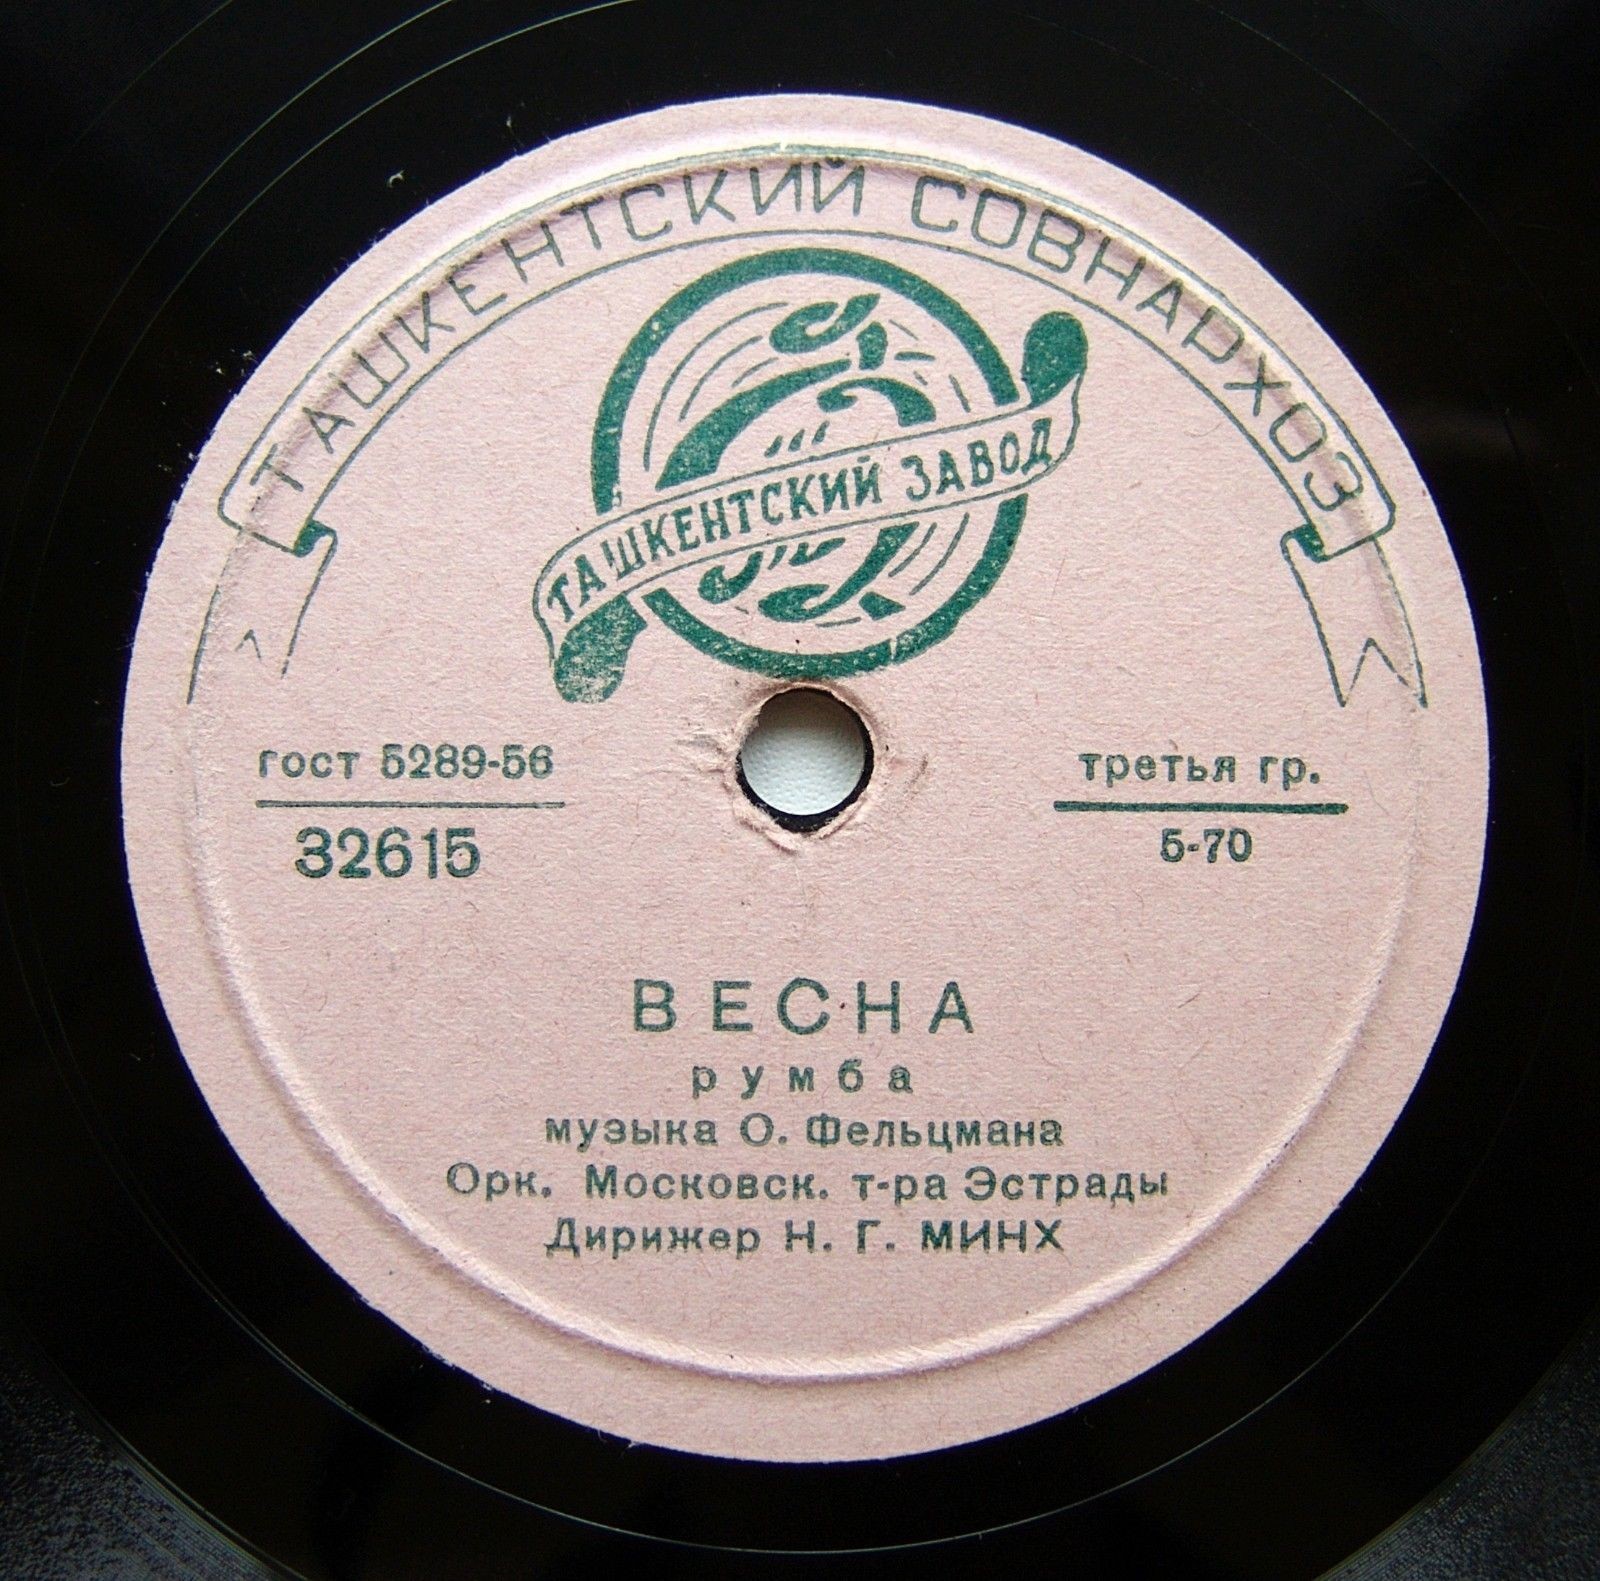 ТАШКЕНТСКИЙ СОВНАРХОЗ
ТАШКЕНТСКИЙ ЗАВОД
гост 5289-56
32615
третья гр.
5-70
ВЕСНА
румба
музыка О. Фельцмана
Орк. Московск. т-ра Эстрады
Дирижер Н. Г. МИНХ